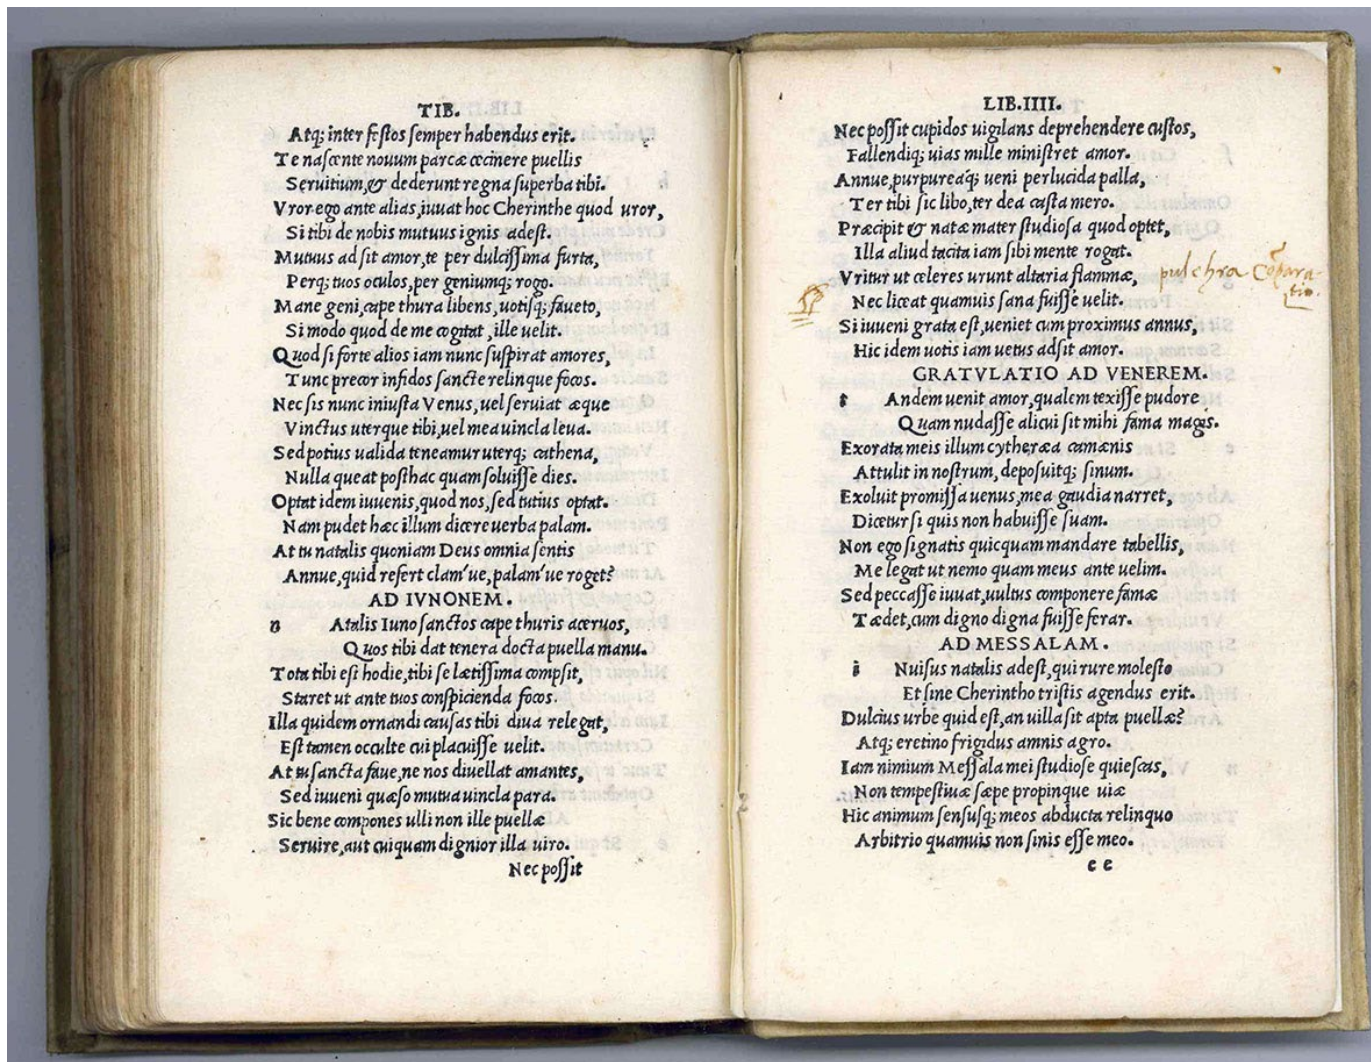 TIB.
Atq; inter festos semper habendus erit.
Te nascente nouum parcæ cecinere puellis
Seruitium, & dederunt regna superba tibi.
Vror ego ante alias, iuuat hoc Cherinthe quod uror,
Si tibi de nobis mutuus ignis adest.
Mutuus adsit amor, te per dulcissima furta,
Perq; tuos oculos, per geniumq; rogo.
Mane geni, cape thura libens, uotisq; faueto,
Si modo quod de me cogitat, ille uelit.
Quod si forte alios iam nunc suspirat amores,
Tunc precor infidos sancte relinque focos.
Nec sis nunc iniusta Venus, uel seruiat æque
Vinctus uterque tibi, uel mea uincla leua.
Sed potius ualida teneamur uterq; cathena,
Nulla queat posthac quam soluisse dies.
Optat idem iuuenis, quod nos, sed tutius optat.
Nam pudet hæc illum dicere uerba palam.
At tu natalis quoniam Deus omnia sentis
Annue, quid refert clam´ue, palam´ue roget?
AD IVNONEM.
n Atalis Iuno sanctos cape thuris aceruos,
Quos tibi dat tenera docta puella manu.
Tota tibi est hodie, tibi se lætissima compsit,
Staret ut ante tuos conspicienda focos.
Illa quidem ornandi causas tibi diua relegat,
Est tamen occulte cui placuisse uelit.
At tu sancta faue, ne nos diuellat amantes,
Sed iuueni quæso mutua uincla para.
Sic bene compones ulli non ille puellæ
Seruire, aut cuiquam dignior illa uiro.
Nec possit
LIB.IIII.
Nec possit cupidos uigilans deprehendere custos,
Fallendiq; uias mille ministret amor.
Annue, purpurea´q; ueni perlucida palla,
Ter tibi sic libo, ter dea casta mero.
Præcipit & natæ mater studiosa quod optet,
Illa aliud tacita iam sibi mente rogat.
Vritur ut celeres urunt altaria flammæ, pulchra Cõpara-
tio.
Nec liceat quamuis sana fuisse uelit.
Si iuueni grata est, ueniet cum proximus annus,
Hic idem uotis iam uetus adsit amor.
GRATVLATIO AD VENEREM.
t Andem uenit amor, qualem texisse pudore
Quam nudasse alicui sit mihi fama magis.
Exorata meis illum cytheræa camænis
Attulit in nostrum, deposuitq; sinum.
Exoluit promissa uenus, mea gaudia narret,
Dicetur si quis non habuisse suam.
Non ego signatis quicquam mandare tabellis,
Me legat ut nemo quam meus ante uelim.
Sed peccasse iuuat, uultus componere famæ
Tædet, cum digno digna fuisse ferar.
AD MESSALAM.
i Nuisus natalis adest, qui rure molesto
Et sine Cherintho tristis agendus erit.
Dulcius urbe quid est, an uilla sit apta puellæ?
Atq; eretino frigidus amnis agro.
Iam nimium Messala mei studiose quiescas,
Non tempestiuæ sæpe propinque uiæ
Hic animum sensusq; meos abducta relinquo
Arbitrio quamuis non sinis esse meo.
e e